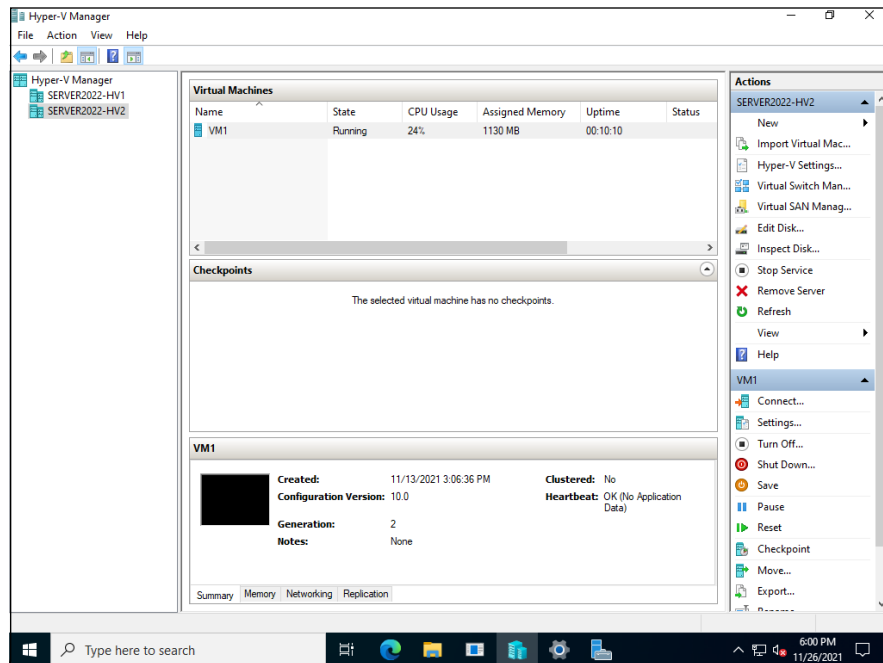 Hyper-V Manager
File Action View Help
Hyper-V Manager
SERVER2022-HV1
SERVER2022-HV2
Virtual Machines
Name State CPU Usage Assigned Memory Uptime Status
VM1 Running 24% 1130 MB 00:10:10
Checkpoints
The selected virtual machine has no checkpoints.
VM1
Created: 11/13/2021 3:06:36 PM Clustered: No
Configuration Version: 10.0 Heartbeat: OK (No Application Data)
Generation: 2
Notes: None
Summary Memory Networking Replication
Actions
SERVER2022-HV2
New
Import Virtual Mac...
Hyper-V Settings...
Virtual Switch Man...
Virtual SAN Manag...
Edit Disk...
Inspect Disk...
Stop Service
Remove Server
Refresh
View
Help
VM1
Connect...
Settings...
Turn Off...
Shut Down...
Save
Pause
Reset
Checkpoint
Move...
Export...
Type here to search
6:00 PM
11/26/2021